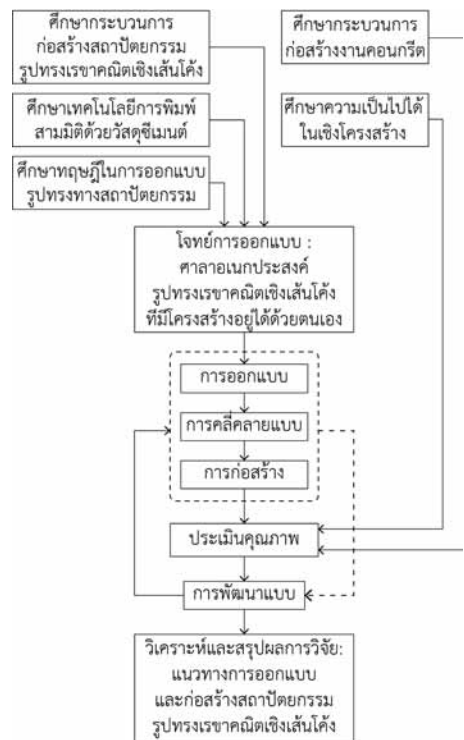 ศึกษากระบวนการ
ก่อสร้างสถาปัตยกรรม
รูปทรงเรขาคณิตเชิงเส้นโค้ง
ศึกษากระบวนการ
ก่อสร้างงานคอนกรีต
ศึกษาเทคโนโลยีการพิมพ์
สามมิติด้วยวัสดุซีเมนต์
ศึกษาความเป็นไปได้
ในเชิงโครงสร้าง
ศึกษาทฤษฎีในการออกแบบ
รูปทรงทางสถาปัตยกรรม
โจทย์การออกแบบ :
ศาลาอเนกประสงค์
รูปทรงเรขาคณิตเชิงเส้นโค้ง
ที่มีโครงสร้างอยู่ได้ด้วยตนเอง
การออกแบบ
การคลี่คลายแบบ
การก่อสร้าง
ประเมินคุณภาพ
การพัฒนาแบบ
วิเคราะห์และสรุปผลการวิจัย:
แนวทางการออกแบบ
และก่อสร้างสถาปัตยกรรม
รูปทรงเรขาคณิตเชิงเส้นโค้ง